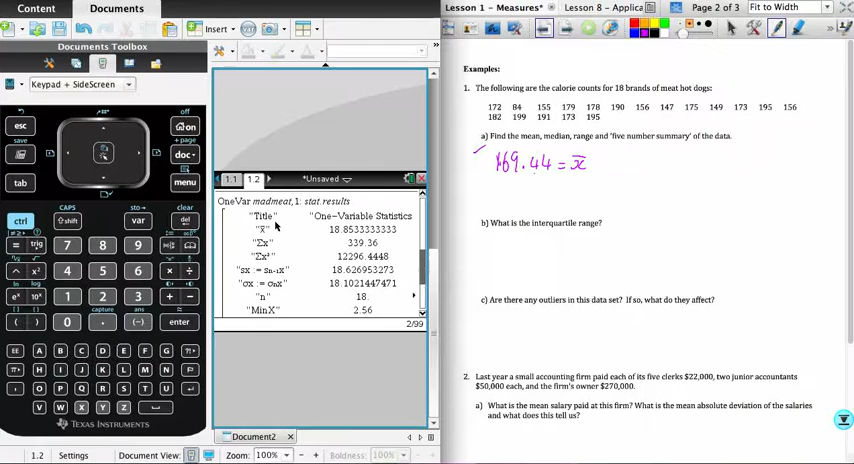 Content Documents
Insert
Documents Toolbox
Keypad + SideScreen
esc
off
on
save
doc
tab
menu
ctrl
shift
sto
var
clear
del
= trig 7 8 9
^ x² 4 5 6 × ÷
eˣ 10ˣ 1 2 3 + −
ln log
capture
ans
( ) 0 . (−) enter
EE A B C D E F G ?!
π H I J K L M N
, O P Q R S T U
V W X Y Z
TEXAS INSTRUMENTS
1.2 Settings
1.1 1.2 *Unsaved
OneVar madmeat,1: stat.results
"Title" "One−Variable Statistics
"x̄" 18.8533333333
"Σx" 339.36
"Σx²" 12296.4448
"sx := sₙ₋₁x" 18.626953273
"σx := σₙx" 18.1021447471
"n" 18.
"MinX" 2.56
2/99
Document2
Document View: Zoom: 100% Boldness: 100%
Lesson 1 – Measures* Lesson 8 – Applica Page 2 of 3 Fit to Width
Examples:
1. The following are the calorie counts for 18 brands of meat hot dogs:
172 84 155 179 178 190 156 147 175 149 173 195 156
182 199 191 173 195
a) Find the mean, median, range and 'five number summary' of the data.
169.44 = x̄
b) What is the interquartile range?
c) Are there any outliers in this data set? If so, what do they affect?
2. Last year a small accounting firm paid each of its five clerks $22,000, two junior accountants
$50,000 each, and the firm's owner $270,000.
a) What is the mean salary paid at this firm? What is the mean absolute deviation of the salaries
and what does this tell us?